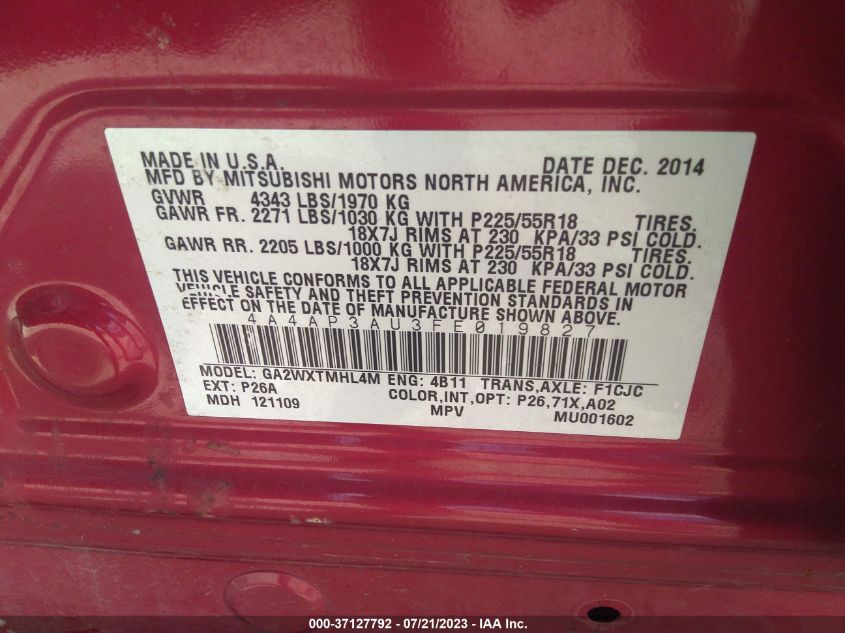 MADE IN U.S.A. DATE DEC. 2014
MFD BY MITSUBISHI MOTORS NORTH AMERICA, INC.
GVWR 4343 LBS/1970 KG
GAWR FR. 2271 LBS/1030 KG WITH P225/55R18 TIRES.
18X7J RIMS AT 230 KPA/33 PSI COLD.
GAWR RR. 2205 LBS/1000 KG WITH P225/55R18 TIRES.
18X7J RIMS AT 230 KPA/33 PSI COLD.
THIS VEHICLE CONFORMS TO ALL APPLICABLE FEDERAL MOTOR
VEHICLE SAFETY AND THEFT PREVENTION STANDARDS IN
EFFECT ON THE DATE OF MANUFACTURE SHOWN ABOVE.
4A4AP3AU3FE019827
MODEL: GA2WXTMHL4M ENG: 4B11 TRANS,AXLE: F1CJC
EXT: P26A COLOR,INT,OPT: P26,71X,A02
MDH 121109 MPV MU001602
000-37127792 - 07/21/2023 - IAA Inc.